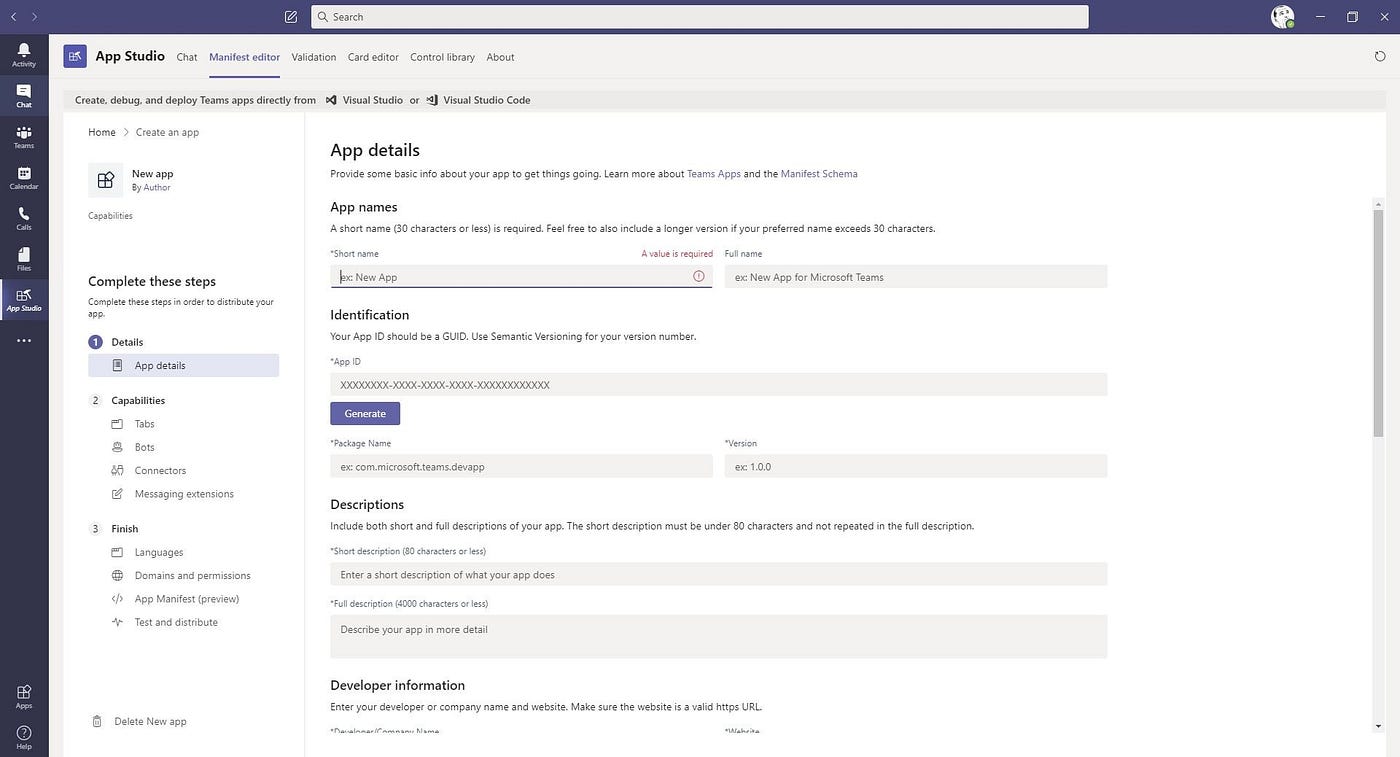 Search
Activity
Chat
Teams
Calendar
Calls
Files
App Studio
Apps
Help
App Studio
Chat
Manifest editor
Validation
Card editor
Control library
About
Create, debug, and deploy Teams apps directly from Visual Studio or Visual Studio Code
Home > Create an app
New app
By Author
Capabilities
Complete these steps
Complete these steps in order to distribute your
app.
1 Details
App details
2 Capabilities
Tabs
Bots
Connectors
Messaging extensions
3 Finish
Languages
Domains and permissions
App Manifest (preview)
Test and distribute
Delete New app
App details
Provide some basic info about your app to get things going. Learn more about Teams Apps and the Manifest Schema
App names
A short name (30 characters or less) is required. Feel free to also include a longer version if your preferred name exceeds 30 characters.
*Short name
A value is required
Full name
ex: New App
ex: New App for Microsoft Teams
Identification
Your App ID should be a GUID. Use Semantic Versioning for your version number.
*App ID
XXXXXXXX-XXXX-XXXX-XXXX-XXXXXXXXXXXX
Generate
*Package Name
*Version
ex: com.microsoft.teams.devapp
ex: 1.0.0
Descriptions
Include both short and full descriptions of your app. The short description must be under 80 characters and not repeated in the full description.
*Short description (80 characters or less)
Enter a short description of what your app does
*Full description (4000 characters or less)
Describe your app in more detail
Developer information
Enter your developer or company name and website. Make sure the website is a valid https URL.
*Developer/Company Name
*Website